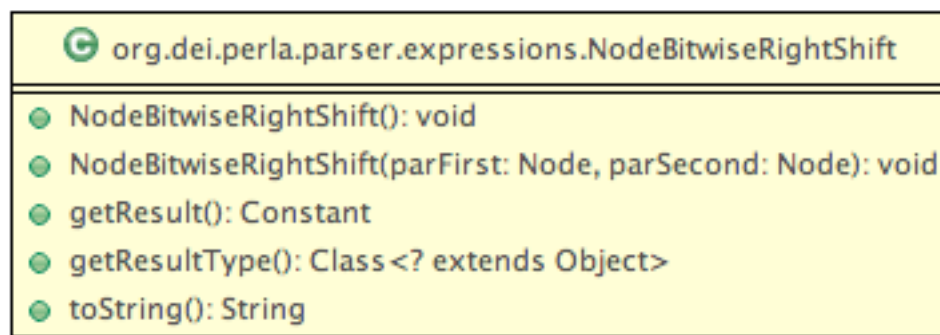 C org.dei.perla.parser.expressions.NodeBitwiseRightShift
NodeBitwiseRightShift(): void
NodeBitwiseRightShift(parFirst: Node, parSecond: Node): void
getResult(): Constant
getResultType(): Class<? extends Object>
toString(): String